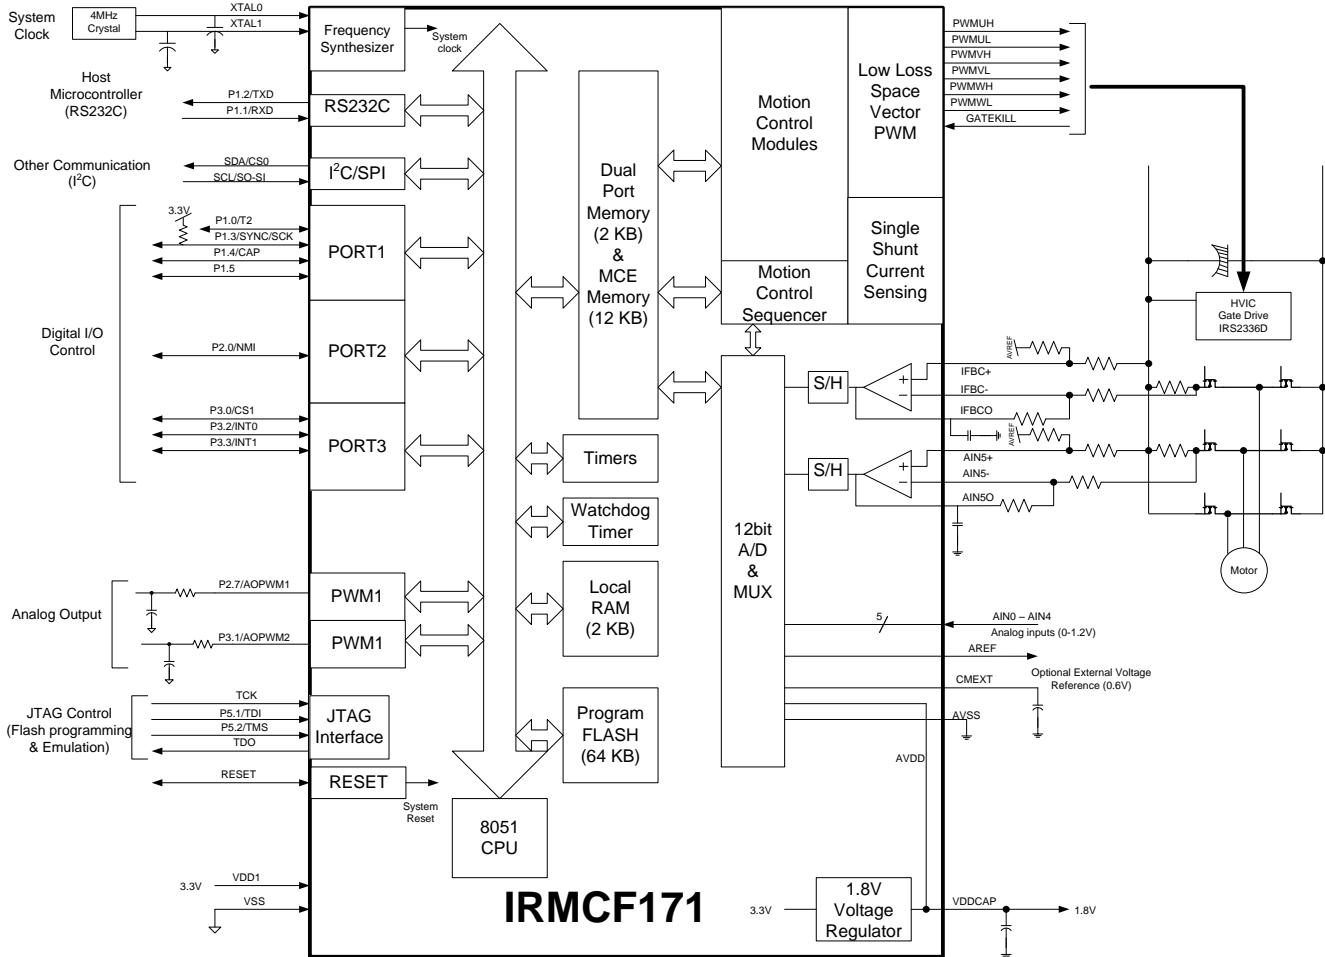 System
Clock
4MHz
Crystal
XTAL0
XTAL1
Frequency
Synthesizer
System
clock
Host
Microcontroller
(RS232C)
P1.2/TXD
P1.1/RXD
RS232C
Other Communication
(I²C)
SDA/CS0
SCL/SO-SI
I²C/SPI
Digital I/O
Control
3.3V
P1.0/T2
P1.3/SYNC/SCK
P1.4/CAP
P1.5
PORT1
P2.0/NMI
PORT2
P3.0/CS1
P3.2/INT0
P3.3/INT1
PORT3
Analog Output
P2.7/AOPWM1
PWM1
P3.1/AOPWM2
PWM1
JTAG Control
(Flash programming
& Emulation)
TCK
P5.1/TDI
P5.2/TMS
TDO
JTAG
Interface
RESET
RESET
System
Reset
3.3V
VDD1
VSS
8051
CPU
Dual
Port
Memory
(2 KB)
&
MCE
Memory
(12 KB)
Timers
Watchdog
Timer
Local
RAM
(2 KB)
Program
FLASH
(64 KB)
Motion
Control
Modules
Motion
Control
Sequencer
Low Loss
Space
Vector
PWM
Single
Shunt
Current
Sensing
12bit
A/D
&
MUX
S/H
+
−
S/H
+
−
PWMUH
PWMUL
PWMVH
PWMVL
PWMWH
PWMWL
GATEKILL
HVIC
Gate Drive
IRS2336D
AVREF
IFBC+
IFBC-
IFBCO
AVREF
AIN5+
AIN5-
AIN5O
Motor
5
AIN0 – AIN4
Analog inputs (0-1.2V)
AREF
Optional External Voltage
Reference (0.6V)
CMEXT
AVSS
AVDD
IRMCF171
3.3V
1.8V
Voltage
Regulator
VDDCAP
1.8V